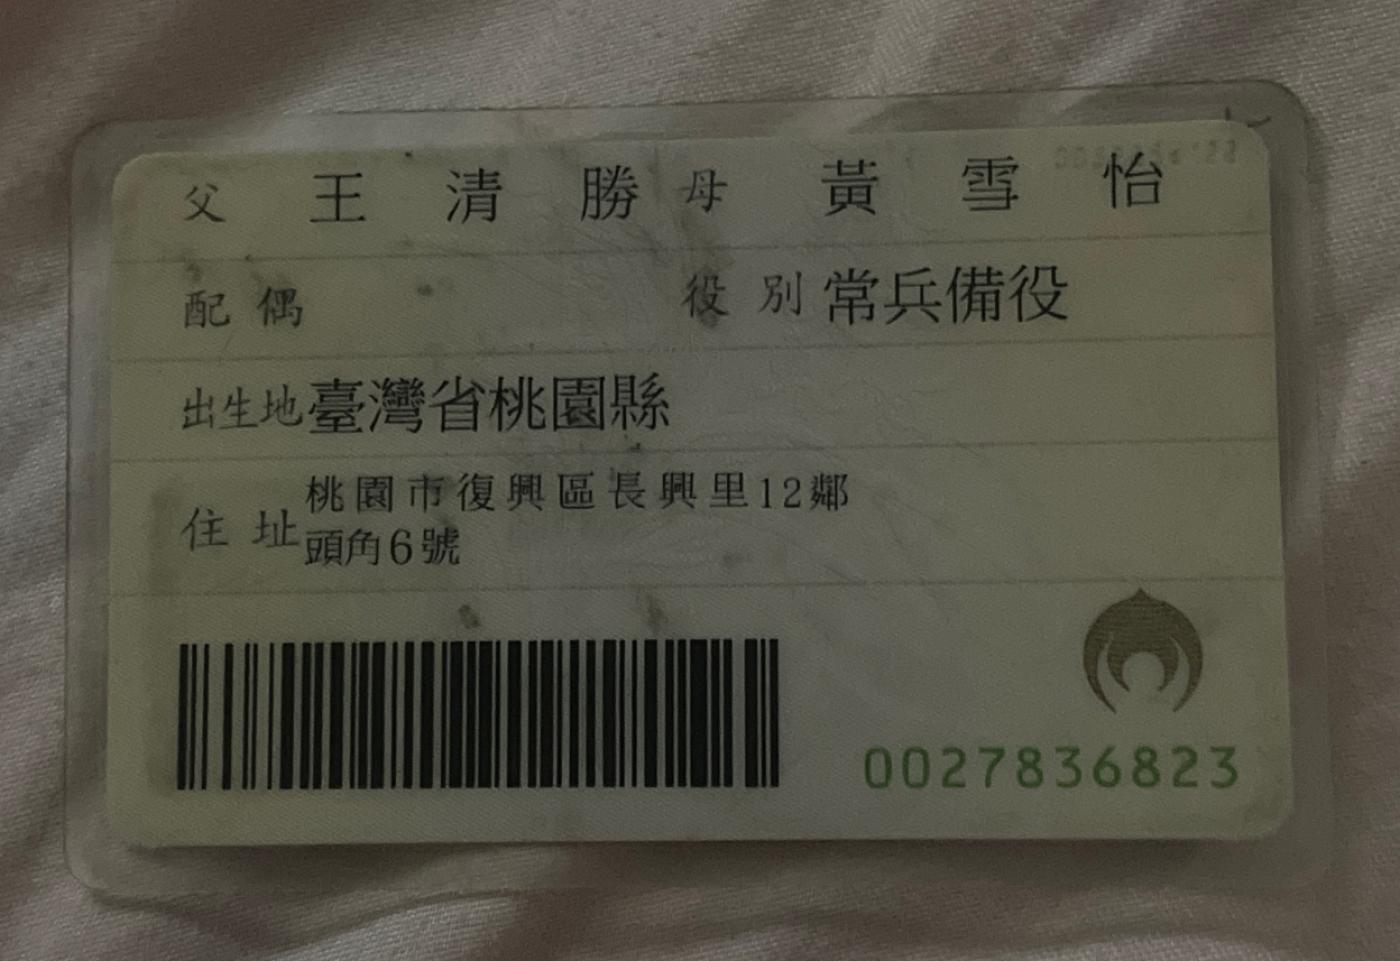 父 王清勝 母 黃雪怡
配偶 役別 常兵備役
出生地 臺灣省桃園縣
住址 桃園市復興區長興里12鄰
頭角6號
0027836823